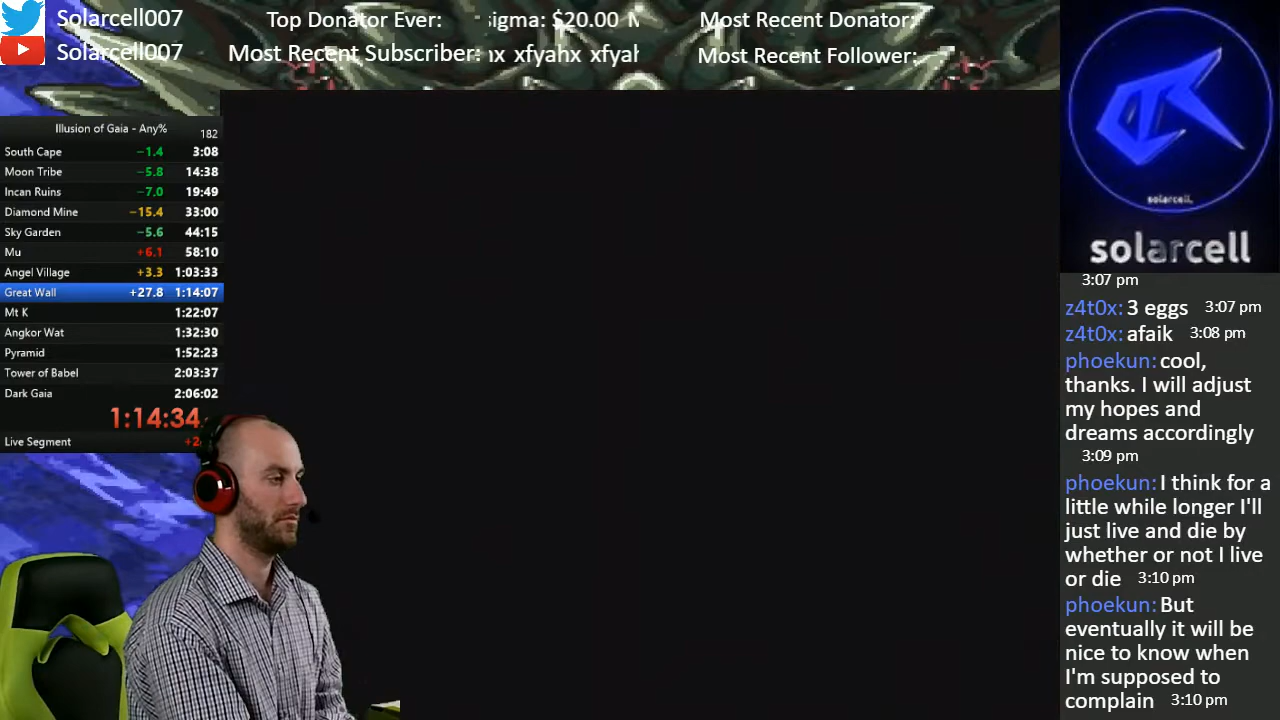 Solarcell007
Solarcell007
Top Donator Ever: sigma: $20.00
Most Recent Subscriber: xfyahx
Most Recent Donator:
Most Recent Follower:
solarcell
solarcell
Illusion of Gaia - Any%
182
South Cape −1.4 3:08
Moon Tribe −5.8 14:38
Incan Ruins −7.0 19:49
Diamond Mine −15.4 33:00
Sky Garden −5.6 44:15
Mu +6.1 58:10
Angel Village +3.3 1:03:33
Great Wall +27.8 1:14:07
Mt K 1:22:07
Angkor Wat 1:32:30
Pyramid 1:52:23
Tower of Babel 2:03:37
Dark Gaia 2:06:02
1:14:34
Live Segment
3:07 pm
z4t0x: 3 eggs 3:07 pm
z4t0x: afaik 3:08 pm
phoekun: cool,
thanks. I will adjust
my hopes and
dreams accordingly
3:09 pm
phoekun: I think for a
little while longer I'll
just live and die by
whether or not I live
or die 3:10 pm
phoekun: But
eventually it will be
nice to know when
I'm supposed to
complain 3:10 pm